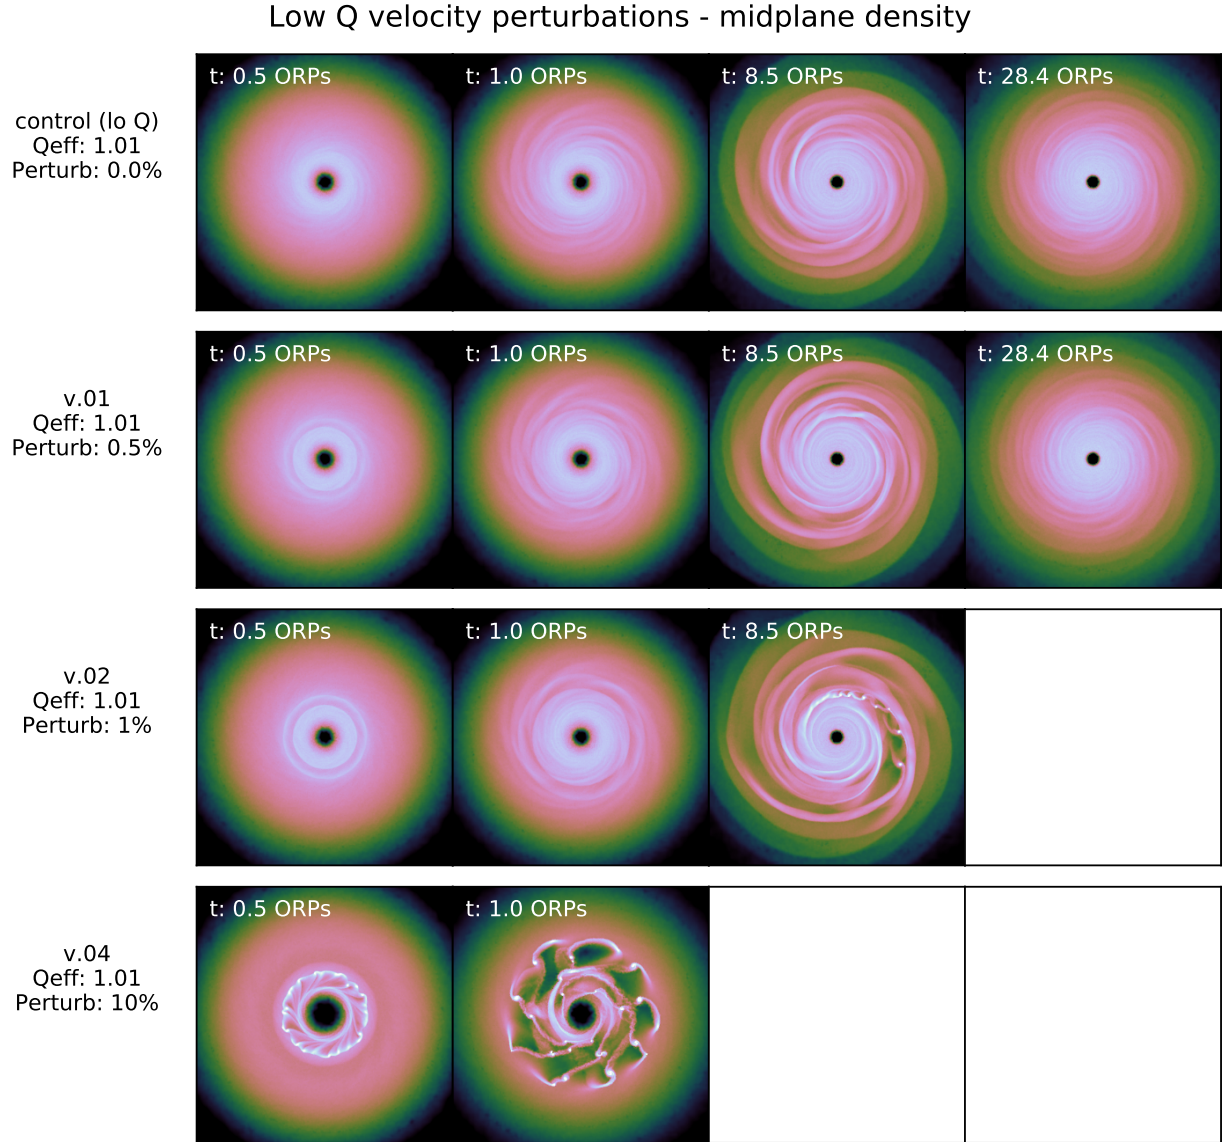 Low Q velocity perturbations - midplane density
control (lo Q)
Qeff: 1.01
Perturb: 0.0%
t: 0.5 ORPs
t: 1.0 ORPs
t: 8.5 ORPs
t: 28.4 ORPs
v.01
Qeff: 1.01
Perturb: 0.5%
t: 0.5 ORPs
t: 1.0 ORPs
t: 8.5 ORPs
t: 28.4 ORPs
v.02
Qeff: 1.01
Perturb: 1%
t: 0.5 ORPs
t: 1.0 ORPs
t: 8.5 ORPs
v.04
Qeff: 1.01
Perturb: 10%
t: 0.5 ORPs
t: 1.0 ORPs